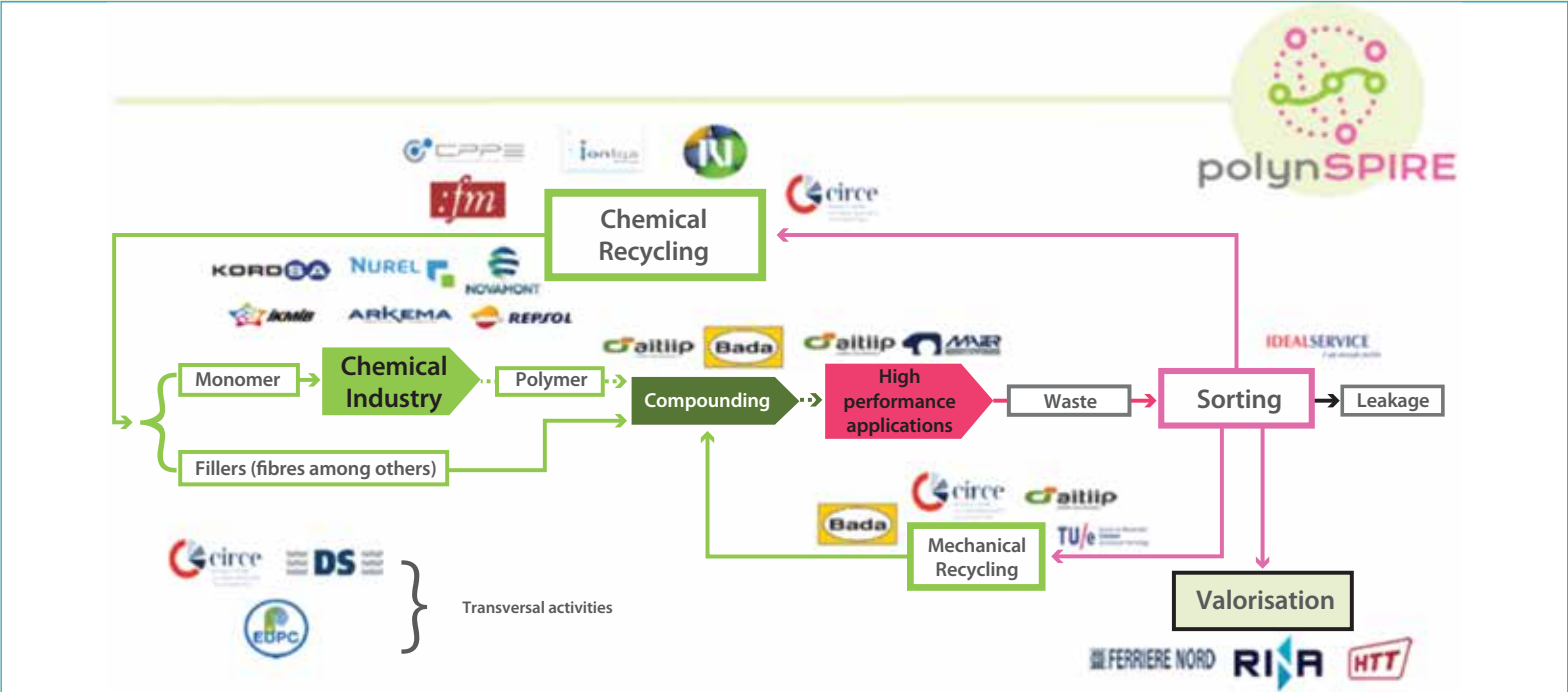 polynSPIRE
CPPE
ioniqa
:fm
circe
Chemical
Recycling
KORDSA
NUREL
NOVAMONT
İKMİB
ARKEMA
REPSOL
aitiip
Bada
aitiip
MAIER
IDEALSERVICE
Monomer
Chemical
Industry
Polymer
Compounding
High
performance
applications
Waste
Sorting
Leakage
Fillers (fibres among others)
Bada
circe
aitiip
TU/e
Mechanical
Recycling
circe
DS
EUPC
Transversal activities
Valorisation
FERRIERE NORD
RINA
HTT